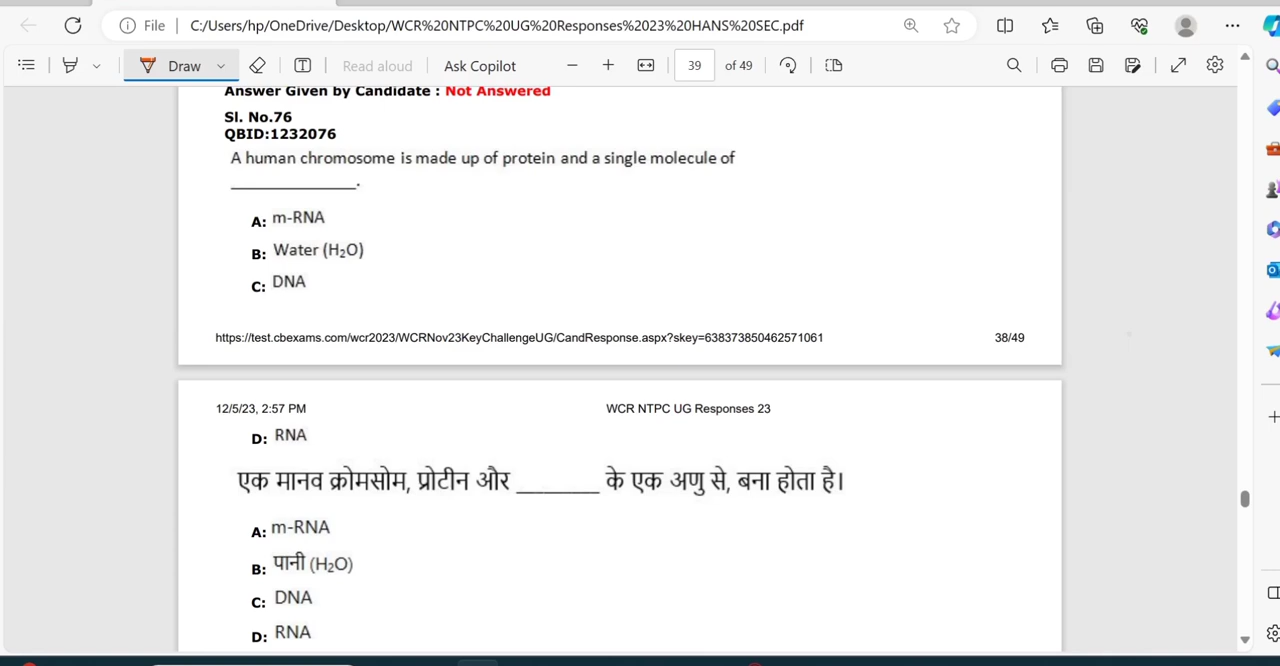 File C:/Users/hp/OneDrive/Desktop/WCR%20NTPC%20UG%20Responses%2023%20HANS%20SEC.pdf
Draw Read aloud Ask Copilot 39 of 49
Answer Given by Candidate : Not Answered
Sl. No.76
QBID:1232076
A human chromosome is made up of protein and a single molecule of
____________.
A: m-RNA
B: Water (H₂O)
C: DNA
https://test.cbexams.com/wcr2023/WCRNov23KeyChallengeUG/CandResponse.aspx?skey=638373850462571061 38/49
12/5/23, 2:57 PM WCR NTPC UG Responses 23
D: RNA
एक मानव क्रोमसोम, प्रोटीन और ________ के एक अणु से, बना होता है।
A: m-RNA
B: पानी (H₂O)
C: DNA
D: RNA